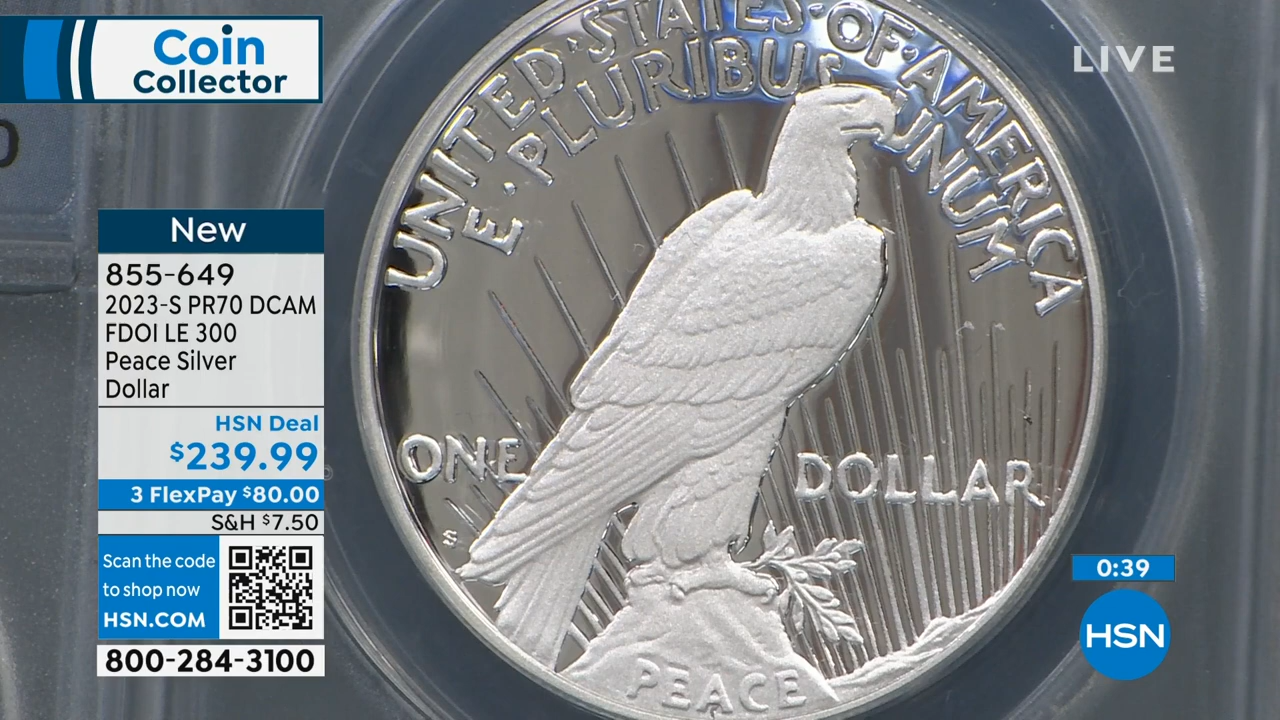 Coin
Collector
LIVE
UNITED·STATES·OF·AMERICA
E·PLURIBUS UNUM
New
855-649
2023-S PR70 DCAM
FDOI LE 300
Peace Silver
Dollar
HSN Deal
$239.99
3 FlexPay $80.00
S&H $7.50
Scan the code
to shop now
HSN.COM
800-284-3100
ONE DOLLAR
S
PEACE
0:39
HSN